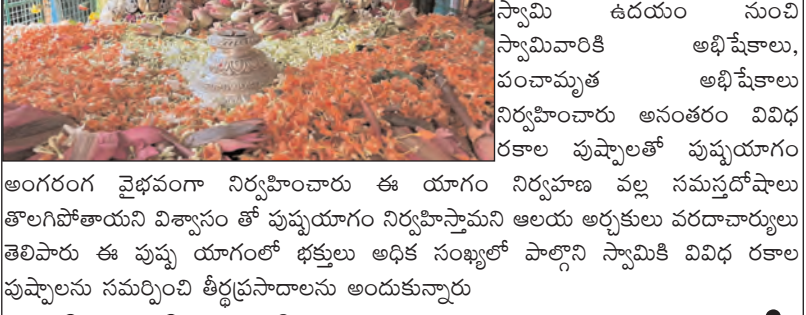 స్వామి ఉదయం నుంచి
స్వామివారికి అభిషేకాలు,
పంచామృత అభిషేకాలు
నిర్వహించారు అనంతరం వివిధ
రకాల పుష్పాలతో పుష్పయాగం
అంగరంగ వైభవంగా నిర్వహించారు ఈ యాగం నిర్వహణ వల్ల సమస్తదోషాలు
తొలగిపోతాయని విశ్వాసం తో పుష్పయాగం నిర్వహిస్తామని ఆలయ అర్చకులు వరదాచార్యులు
తెలిపారు ఈ పుష్ప యాగంలో భక్తులు అధిక సంఖ్యలో పాల్గొని స్వామికి వివిధ రకాల
పుష్పాలను సమర్పించి తీర్థప్రసాదాలను అందుకున్నారు